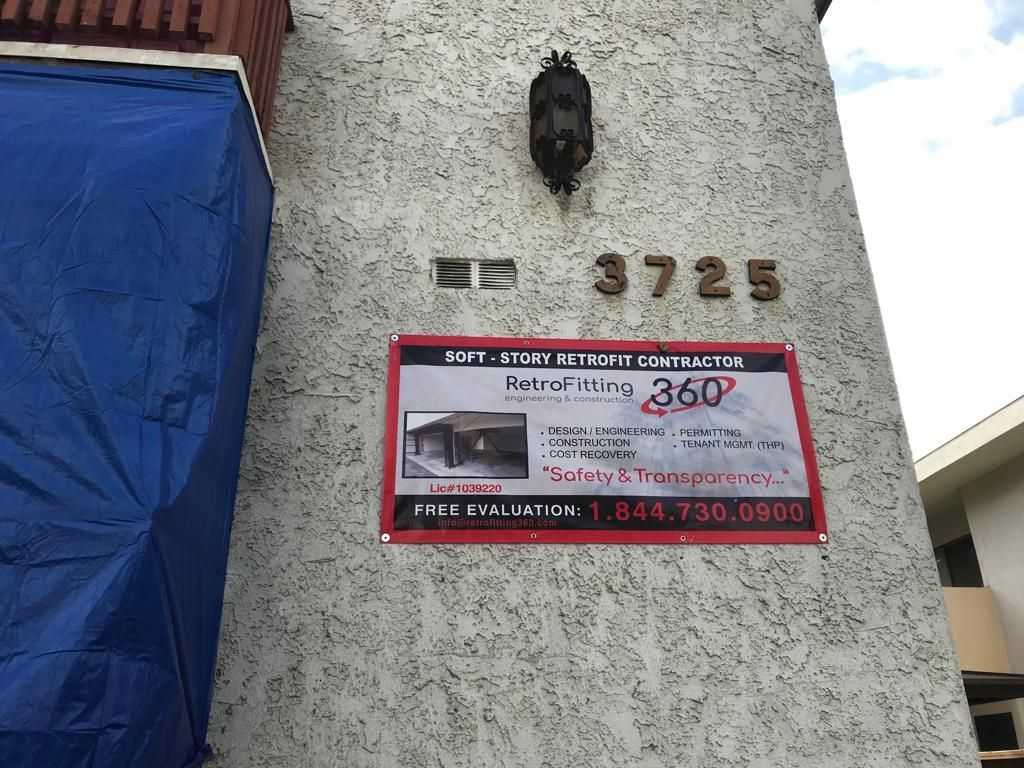 3725
SOFT - STORY RETROFIT CONTRACTOR
RetroFitting 360
engineering & construction
. DESIGN / ENGINEERING . PERMITTING
. CONSTRUCTION . TENANT MGMT. (THP)
. COST RECOVERY
"Safety & Transparency..."
Lic#1039220
FREE EVALUATION: 1.844.730.0900
info@retrofitting360.com